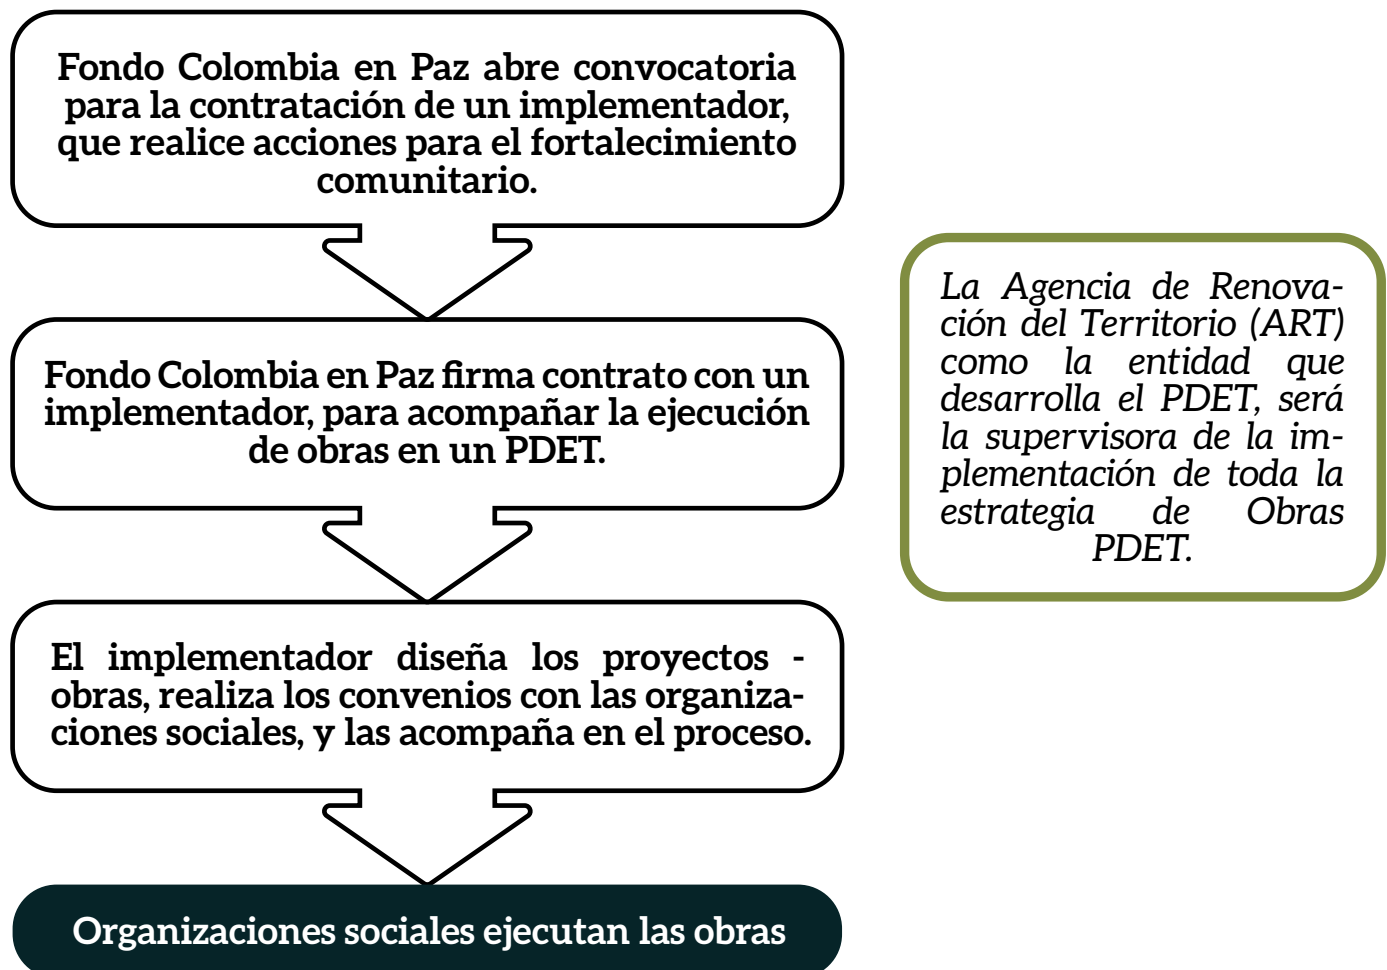 Fondo Colombia en Paz abre convocatoria
para la contratación de un implementador,
que realice acciones para el fortalecimiento
comunitario.
Fondo Colombia en Paz firma contrato con un
implementador, para acompañar la ejecución
de obras en un PDET.
El implementador diseña los proyectos -
obras, realiza los convenios con las organiza-
ciones sociales, y las acompaña en el proceso.
Organizaciones sociales ejecutan las obras
La Agencia de Renova-
ción del Territorio (ART)
como la entidad que
desarrolla el PDET, será
la supervisora de la im-
plementación de toda la
estrategia de Obras
PDET.